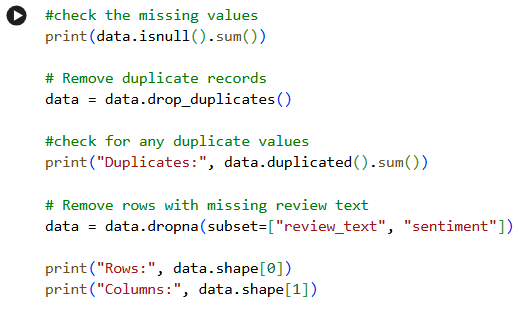 #check the missing values
print(data.isnull().sum())
# Remove duplicate records
data = data.drop_duplicates()
#check for any duplicate values
print("Duplicates:", data.duplicated().sum())
# Remove rows with missing review text
data = data.dropna(subset=["review_text", "sentiment"])
print("Rows:", data.shape[0])
print("Columns:", data.shape[1])